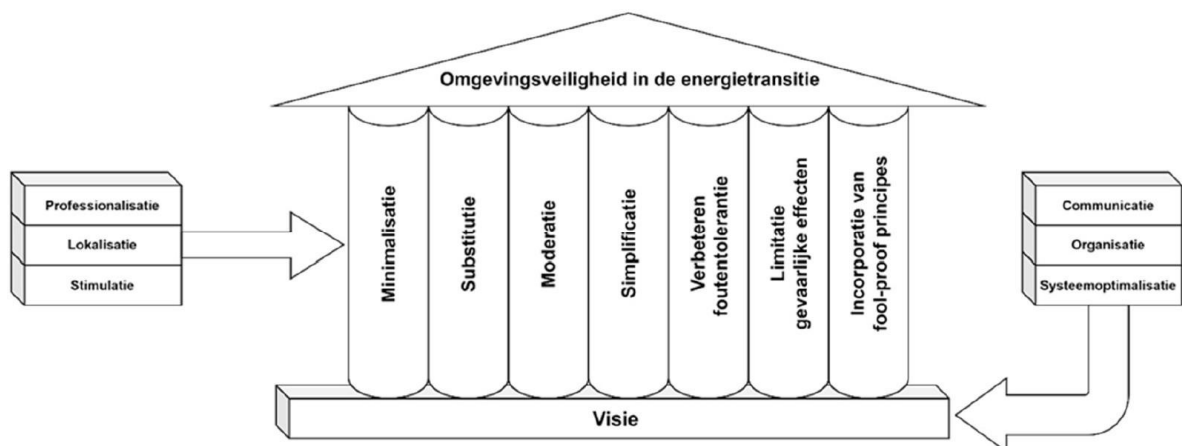 Omgevingsveiligheid in de energietransitie
Professionalisatie
Lokalisatie
Stimulatie
Minimalisatie
Substitutie
Moderatie
Simplificatie
Verbeteren
foutentolerantie
Limitatie
gevaarlijke effecten
Incorporatie van
fool-proof principes
Communicatie
Organisatie
Systeemoptimalisatie
Visie